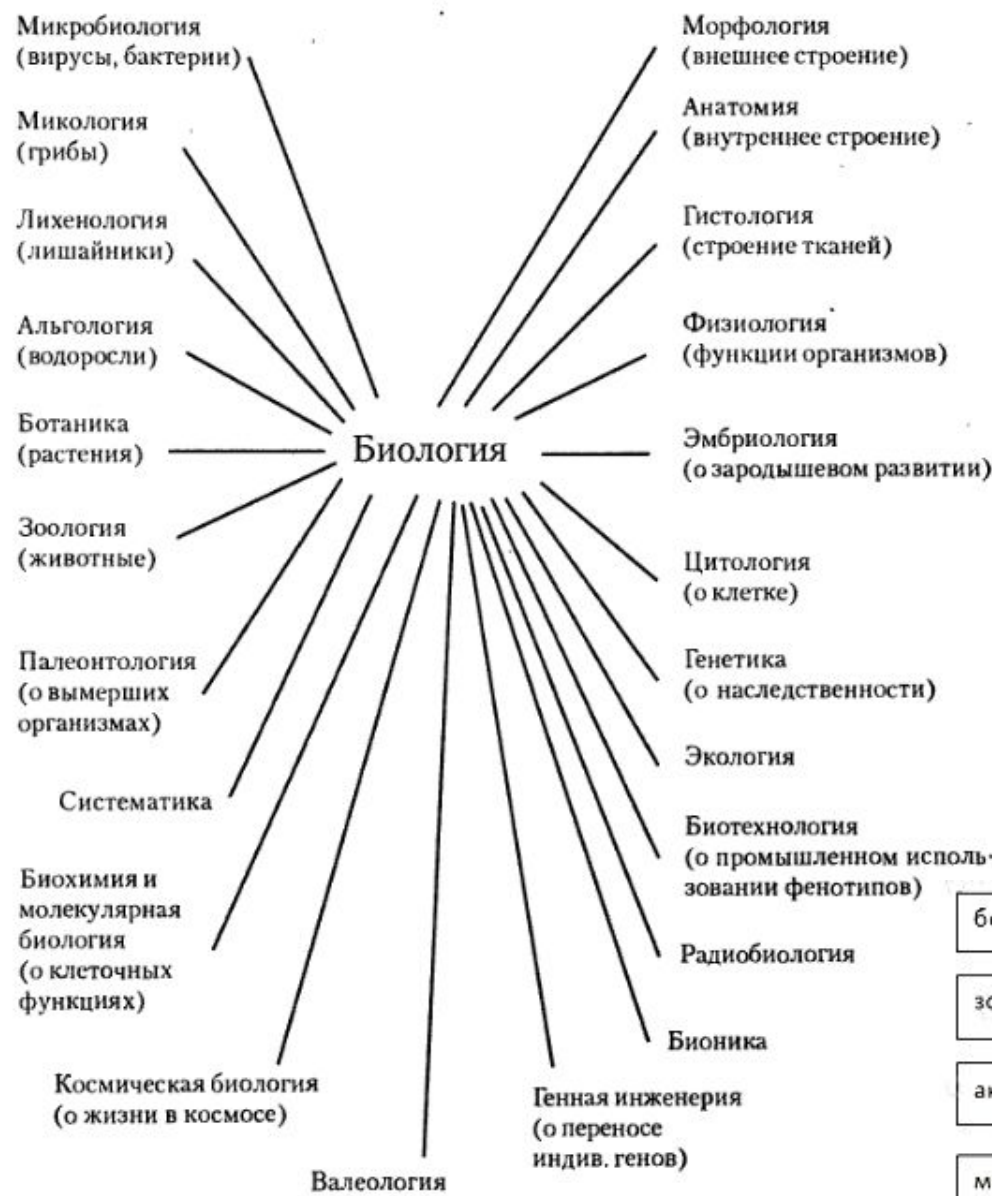 Микробиология
(вирусы, бактерии)
Микология
(грибы)
Лихенология
(лишайники)
Альгология
(водоросли)
Ботаника
(растения)
Зоология
(животные)
Палеонтология
(о вымерших
организмах)
Систематика
Биохимия и
молекулярная
биология
(о клеточных
функциях)
Космическая биология
(о жизни в космосе)
Валеология
Биология
Морфология
(внешнее строение)
Анатомия
(внутреннее строение)
Гистология
(строение тканей)
Физиология
(функции организмов)
Эмбриология
(о зародышевом развитии)
Цитология
(о клетке)
Генетика
(о наследственности)
Экология
Биотехнология
(о промышленном исполь-
зовании фенотипов)
Радиобиология
Бионика
Генная инженерия
(о переносе
индив. генов)